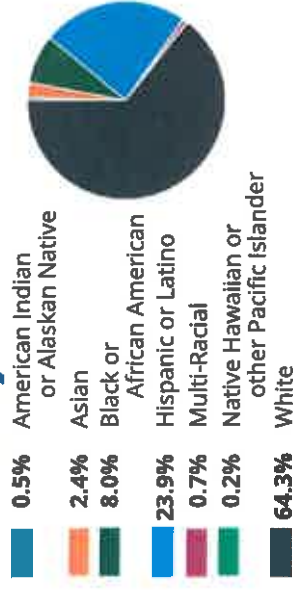 0.5% American Indian
or Alaskan Native
2.4% Asian
8.0% Black or
African American
23.9% Hispanic or Latino
0.7% Multi-Racial
0.2% Native Hawaiian or
other Pacific Islander
64.3% White